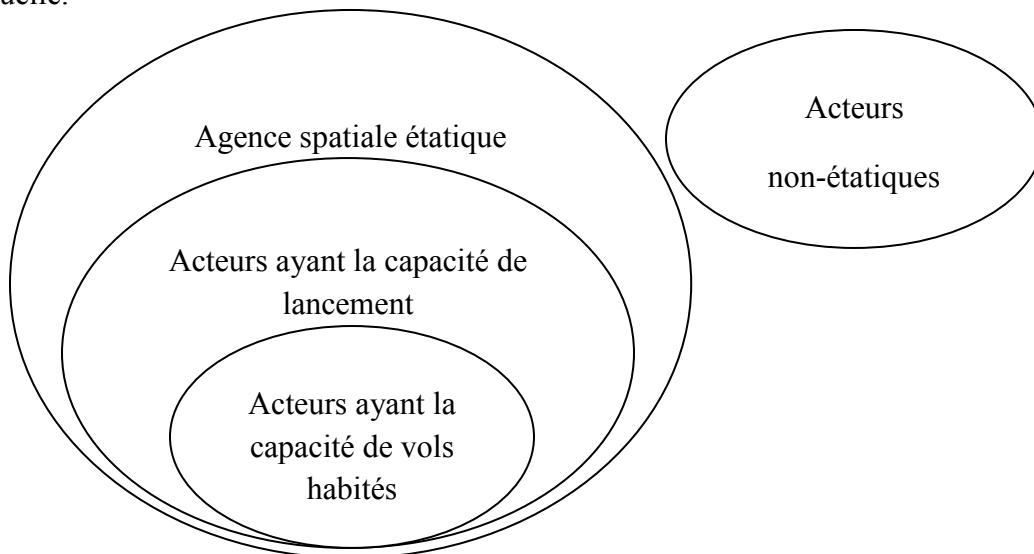 Agence spatiale étatique
Acteurs
non-étatiques
Acteurs ayant la capacité de
lancement
Acteurs ayant la
capacité de vols
habités